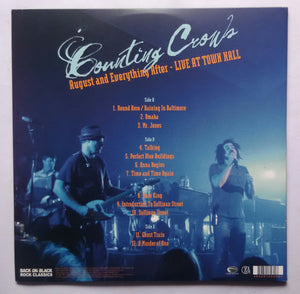 Counting Crows
August and Everything After - LIVE AT TOWN HALL
Side A
1. Round Here / Raining In Baltimore
2. Omaha
3. Mr. Jones
Side B
4. Talking
5. Perfect Blue Buildings
6. Anna Begins
7. Time and Time Again
King
9. Introduction To Sullivan Street
10. Sullivan Street
11. Ghost Train
12. A Murder of One
BACK ON BLACK
ROCK CLASSICS